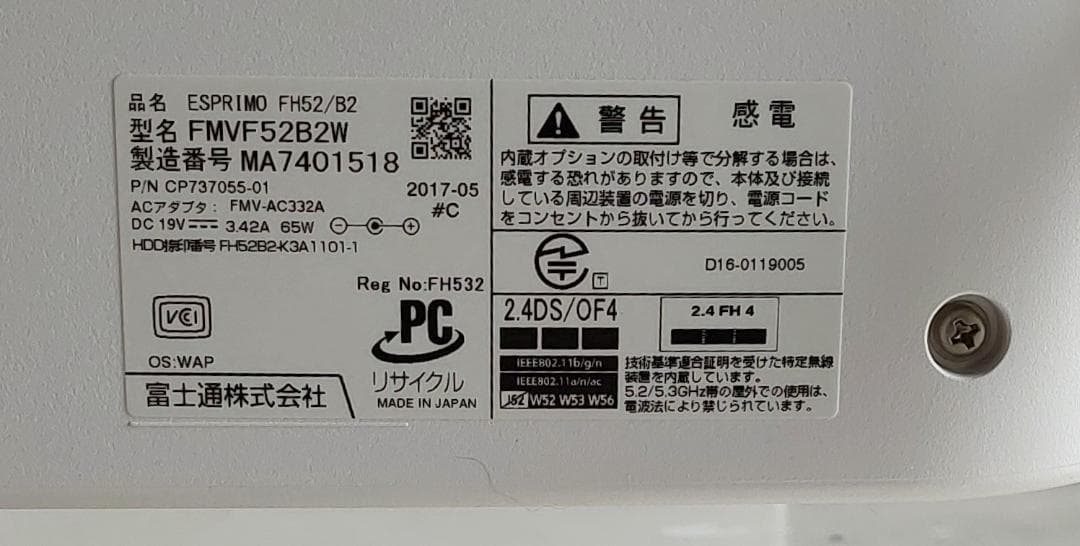 品名 ESPRIMO FH52/B2
型名 FMVF52B2W
製造番号 MA7401518
P/N CP737055-01
2017-05
ACアダプタ: FMV-AC332A
#C
DC 19V 3.42A 65W
HDD捺印番号 FH52B2-K3A1101-1
Reg No:FH532
VCCI
PC
OS:WAP
リサイクル
富士通株式会社
MADE IN JAPAN
警告 感電
内蔵オプションの取付け等で分解する場合は、
感電する恐れがありますので、本体及び接続
している周辺装置の電源を切り、電源コード
をコンセントから抜いてから行ってください。
T
D16-0119005
2.4DS/OF4
2.4 FH 4
IEEE802.11b/g/n
IEEE802.11a/n/ac
J52 W52 W53 W56
技術基準適合証明を受けた特定無線
装置を内蔵しています。
5.2/5.3GHz帯の屋外での使用は、
電波法により禁じられています。